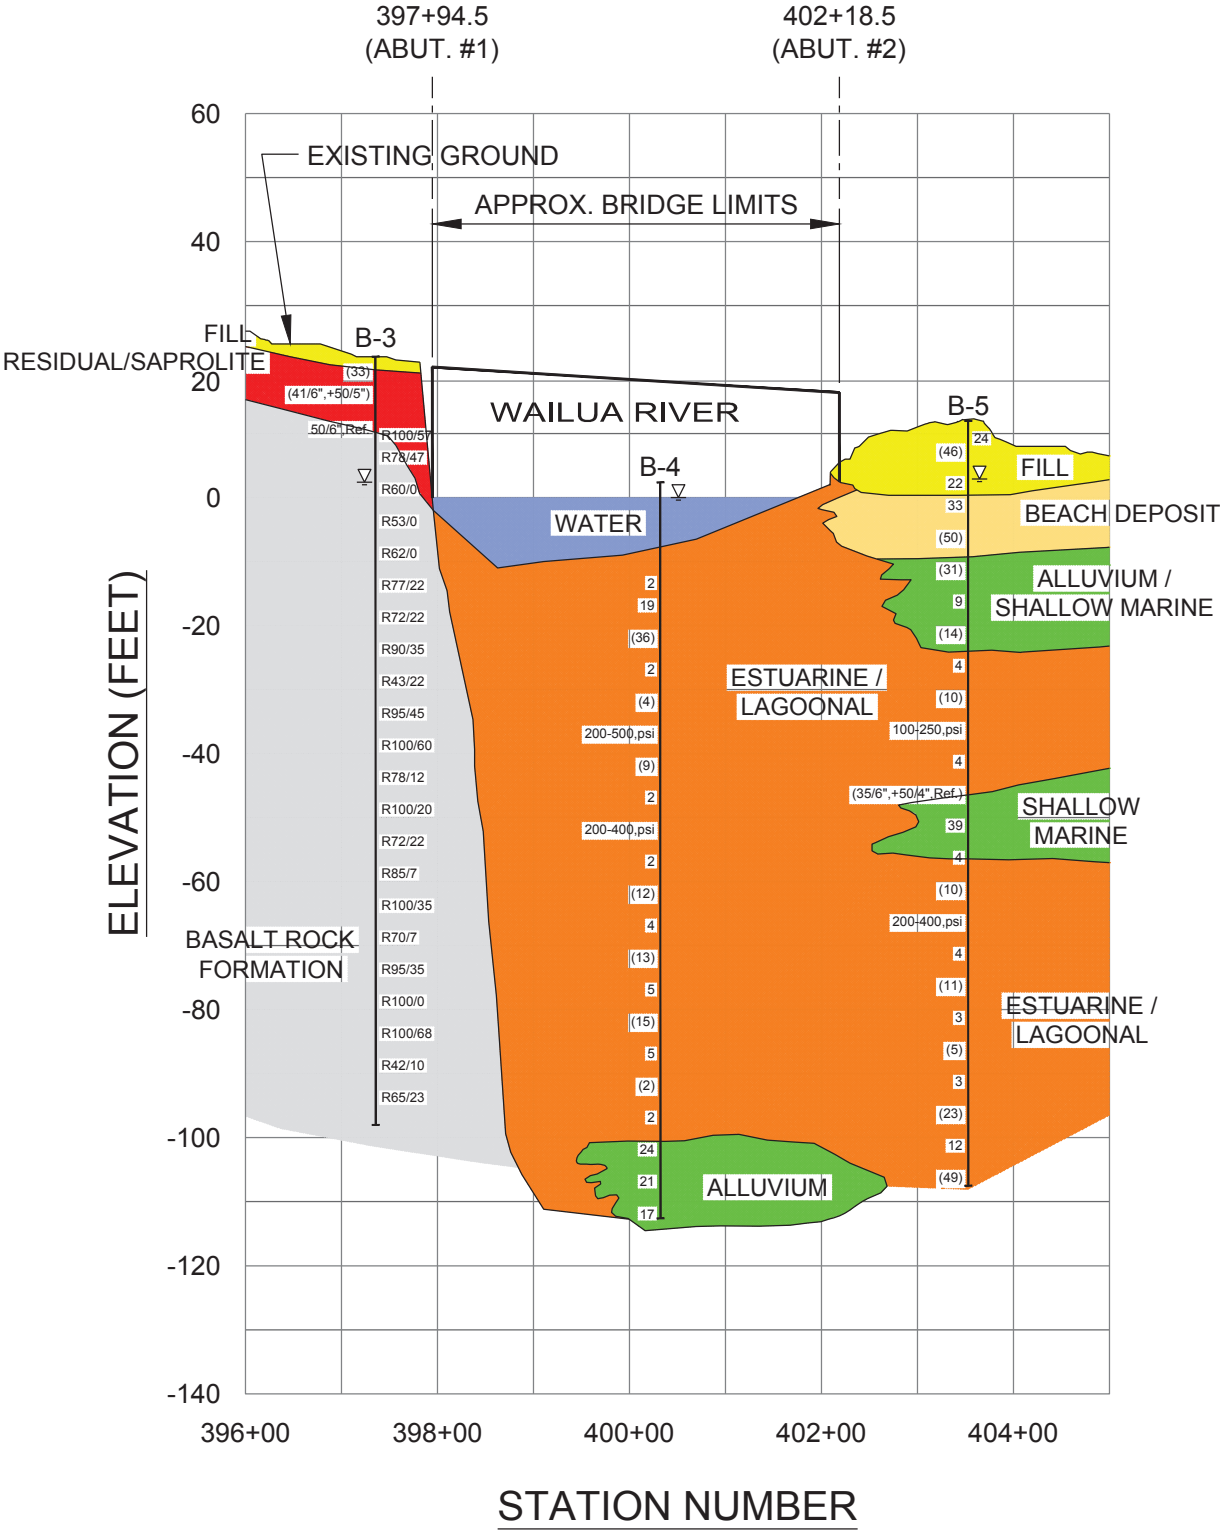 397+94.5
(ABUT. #1)
402+18.5
(ABUT. #2)
60
EXISTING GROUND
APPROX. BRIDGE LIMITS
40
FILL
RESIDUAL/SAPROLITE
B-3
20
(33)
(41/6",+50/5")
50/6",Ref.
R100/57
R78/47
R60/0
R53/0
R62/0
R77/22
R72/22
R90/35
R43/22
R95/45
R100/60
R78/12
R100/20
R72/22
R85/7
R100/35
R70/7
R95/35
R100/0
R100/68
R42/10
R65/23
WAILUA RIVER
B-4
WATER
2
19
(36)
2
(4)
200-500,psi
(9)
2
200-400,psi
2
(12)
4
(13)
5
(15)
5
(2)
2
24
21
17
B-5
24
(46)
22
33
(50)
(31)
9
(14)
4
(10)
100-250,psi
4
(35/6",+50/4",Ref.)
39
4
(10)
200-400,psi
4
(11)
3
(5)
3
(23)
12
(49)
FILL
BEACH DEPOSIT
ALLUVIUM /
SHALLOW MARINE
ESTUARINE /
LAGOONAL
SHALLOW
MARINE
ESTUARINE /
LAGOONAL
BASALT ROCK
FORMATION
ALLUVIUM
0
-20
-40
-60
-80
-100
-120
-140
ELEVATION (FEET)
396+00
398+00
400+00
402+00
404+00
STATION NUMBER